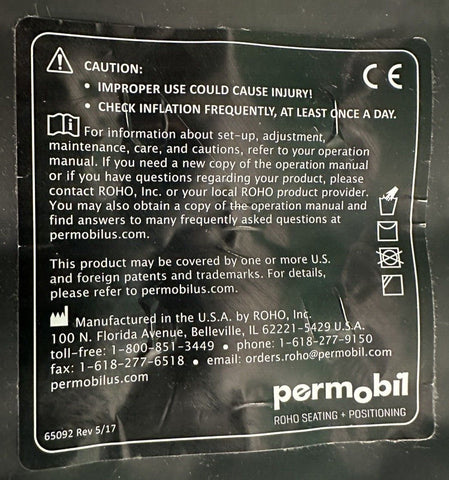 CAUTION:
• IMPROPER USE COULD CAUSE INJURY!
• CHECK INFLATION FREQUENTLY, AT LEAST ONCE A DAY.
CE
For information about set-up, adjustment,
maintenance, care, and cautions, refer to your operation
manual. If you need a new copy of the operation manual
or if you have questions regarding your product, please
contact ROHO, Inc. or your local ROHO product provider.
You may also obtain a copy of the operation manual and
find answers to many frequently asked questions at
permobilus.com.
This product may be covered by one or more U.S.
and foreign patents and trademarks. For details,
please refer to permobilus.com.
Manufactured in the U.S.A. by ROHO, Inc.
100 N. Florida Avenue, Belleville, IL 62221-5429 U.S.A.
toll-free: 1-800-851-3449 • phone: 1-618-277-9150
fax: 1-618-277-6518 • email: orders.roho@permobil.com
permobilus.com
permobil
ROHO SEATING + POSITIONING
65092 Rev 5/17